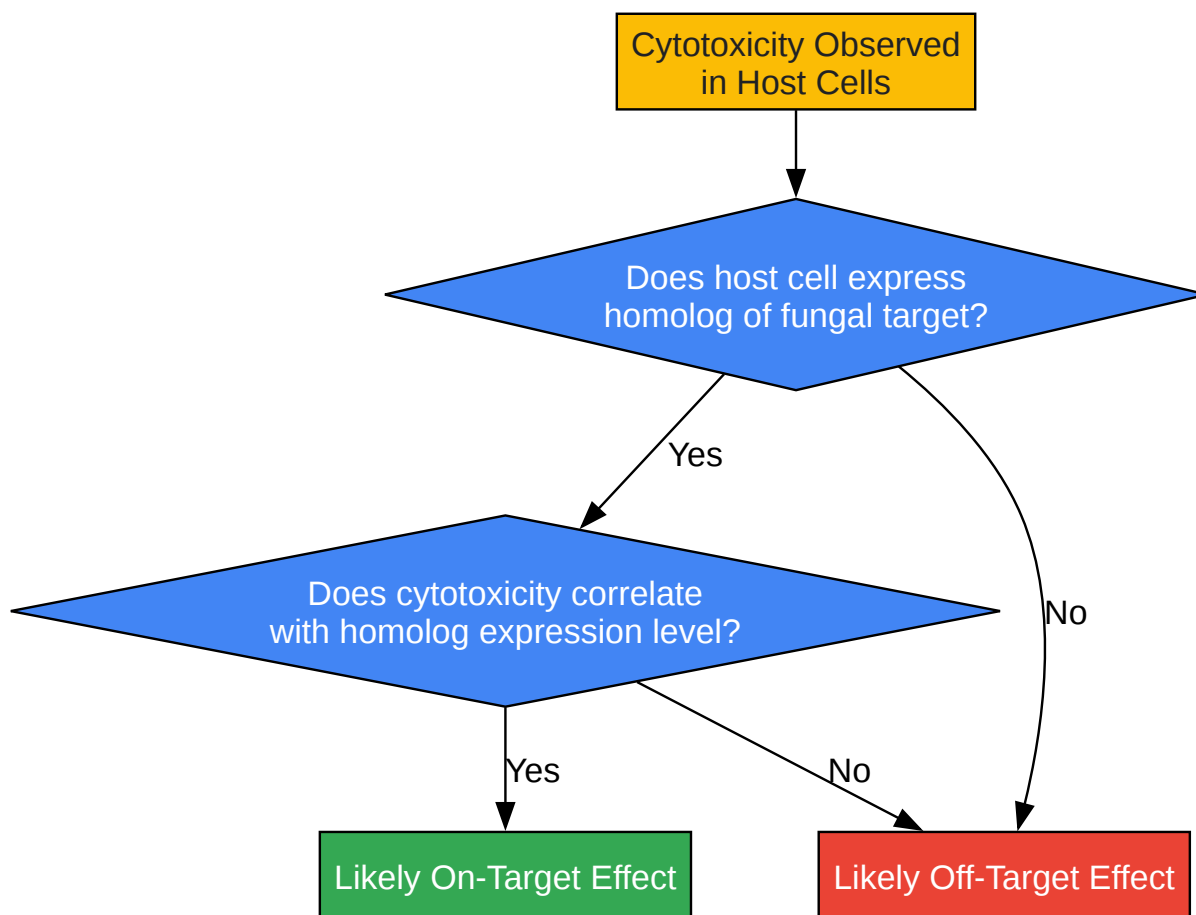 Cytotoxicity Observed
in Host Cells
Does host cell express
homolog of fungal target?
Yes
Does cytotoxicity correlate
with homolog expression level?
No
Yes
No
Likely On-Target Effect
Likely Off-Target Effect